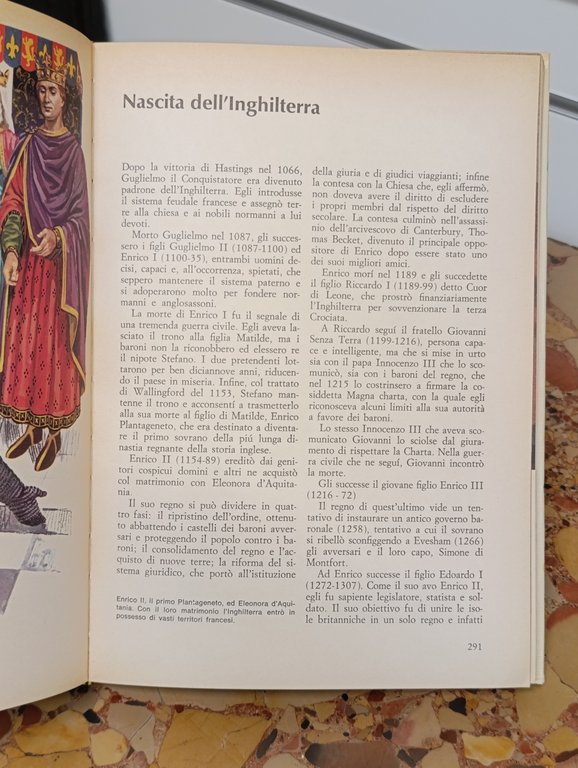 Nascita dell'Inghilterra
Dopo la vittoria di Hastings nel 1066,
Guglielmo il Conquistatore era divenuto
padrone dell'Inghilterra. Egli introdusse
il sistema feudale francese e assegnò ter-
re alla chiesa e ai nobili normanni a lui
devoti.
Morto Guglielmo nel 1087, gli succes-
sero i figli Guglielmo II (1087-1100) ed
Enrico I (1100-35), entrambi uomini de-
cisi, capaci e, all'occorrenza, spietati, che
seppero mantenere il sistema paterno e
si adoperarono molto per fondere nor-
manni e anglosassoni.
La morte di Enrico I fu il segnale di
una tremenda guerra civile. Egli aveva la-
sciato il trono alla figlia Matilde, ma i
baroni non la riconobbero ed elessero re
il nipote Stefano. I due pretendenti lot-
tarono per ben diciannove anni, riducen-
do il paese in miseria. Infine, col trattato
di Wallingford del 1153, Stefano man-
tenne il trono e acconsentí a trasmetterlo
alla sua morte al figlio di Matilde, Enrico
Plantageneto, che era destinato a diventa-
re il primo sovrano della piú lunga dina-
stia regnante della storia inglese.
Enrico II (1154-89) ereditò dai geni-
tori cospicui domini e altri ne acquistò
col matrimonio con Eleonora d'Aqui-
tania.
Il suo regno si può dividere in quat-
tro fasi: il ripristino dell'ordine, ottenu-
to abbattendo i castelli dei baroni avver-
sari e proteggendo il popolo contro i ba-
roni; il consolidamento del regno e l'ac-
quisto di nuove terre; la riforma del si-
stema giuridico, che portò all'istituzione
Enrico II, il primo Plantageneto, ed Eleonora d'Aqui-
tania. Con il loro matrimonio l'Inghilterra entrò in
possesso di vasti territori francesi.
della giuria e di giudici viaggianti; infine
la contesa con la Chiesa che, egli affermò,
non doveva avere il diritto di escludere
i propri membri dal rispetto del diritto
secolare. La contesa culminò nell'assassi-
nio dell'arcivescovo di Canterbury, Tho-
mas Becket, divenuto il principale oppo-
sitore di Enrico dopo essere stato uno
dei suoi migliori amici.
Enrico morí nel 1189 e gli succedette
il figlio Riccardo I (1189-99) detto Cuor
di Leone, che prostrò finanziariamente
l'Inghilterra per sovvenzionare la terza
Crociata.
A Riccardo seguí il fratello Giovanni
Senza Terra (1199-1216), persona capa-
ce e intelligente, ma che si mise in urto
sia con il papa Innocenzo III che lo sco-
municò, sia con i baroni del regno, che
nel 1215 lo costrinsero a firmare la co-
siddetta Magna charta, con la quale egli
riconosceva alcuni limiti alla sua autorità
a favore dei baroni.
Lo stesso Innocenzo III che aveva sco-
municato Giovanni lo sciolse dal giura-
mento di rispettare la Charta. Nella guer-
ra civile che ne seguí, Giovanni incontrò
la morte.
Gli successe il giovane figlio Enrico III
(1216 - 72)
Il regno di quest'ultimo vide un ten-
tativo di instaurare un antico governo ba-
ronale (1258), tentativo a cui il sovrano
si ribellò sconfiggendo a Evesham (1266)
gli avversari e il loro capo, Simone di
Montfort.
Ad Enrico successe il figlio Edoardo I
(1272-1307). Come il suo avo Enrico II,
egli fu sapiente legislatore, statista e sol-
dato. Il suo obiettivo fu di unire le iso-
le britanniche in un solo regno e infatti
291